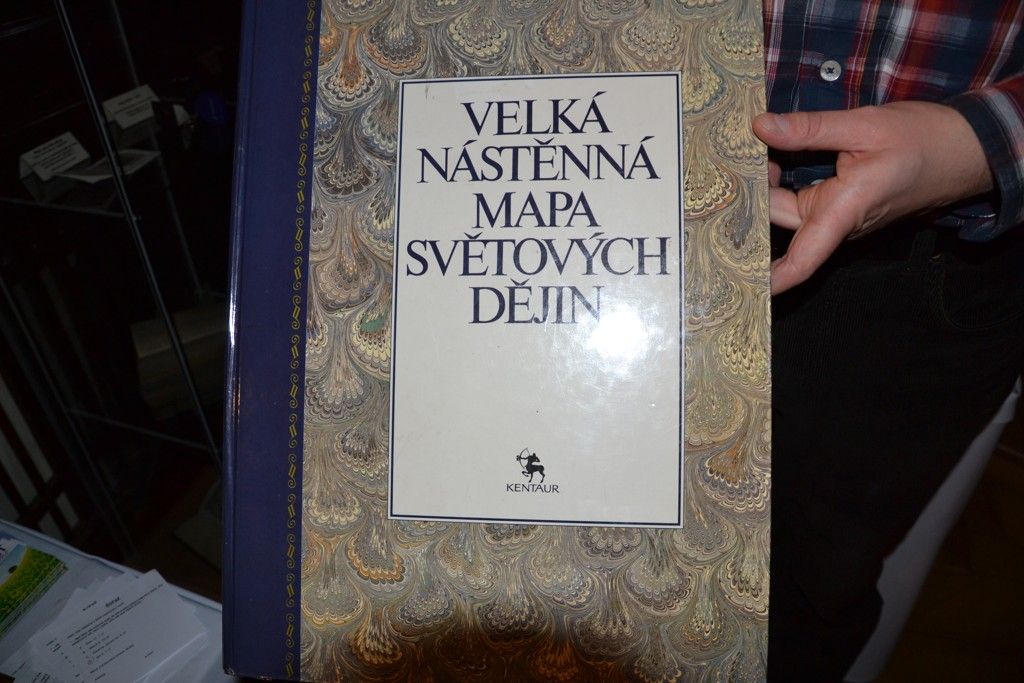 VELKÁ
NÁSTĚNNÁ
MAPA
SVĚTOVÝCH
DĚJIN
KENTAUR